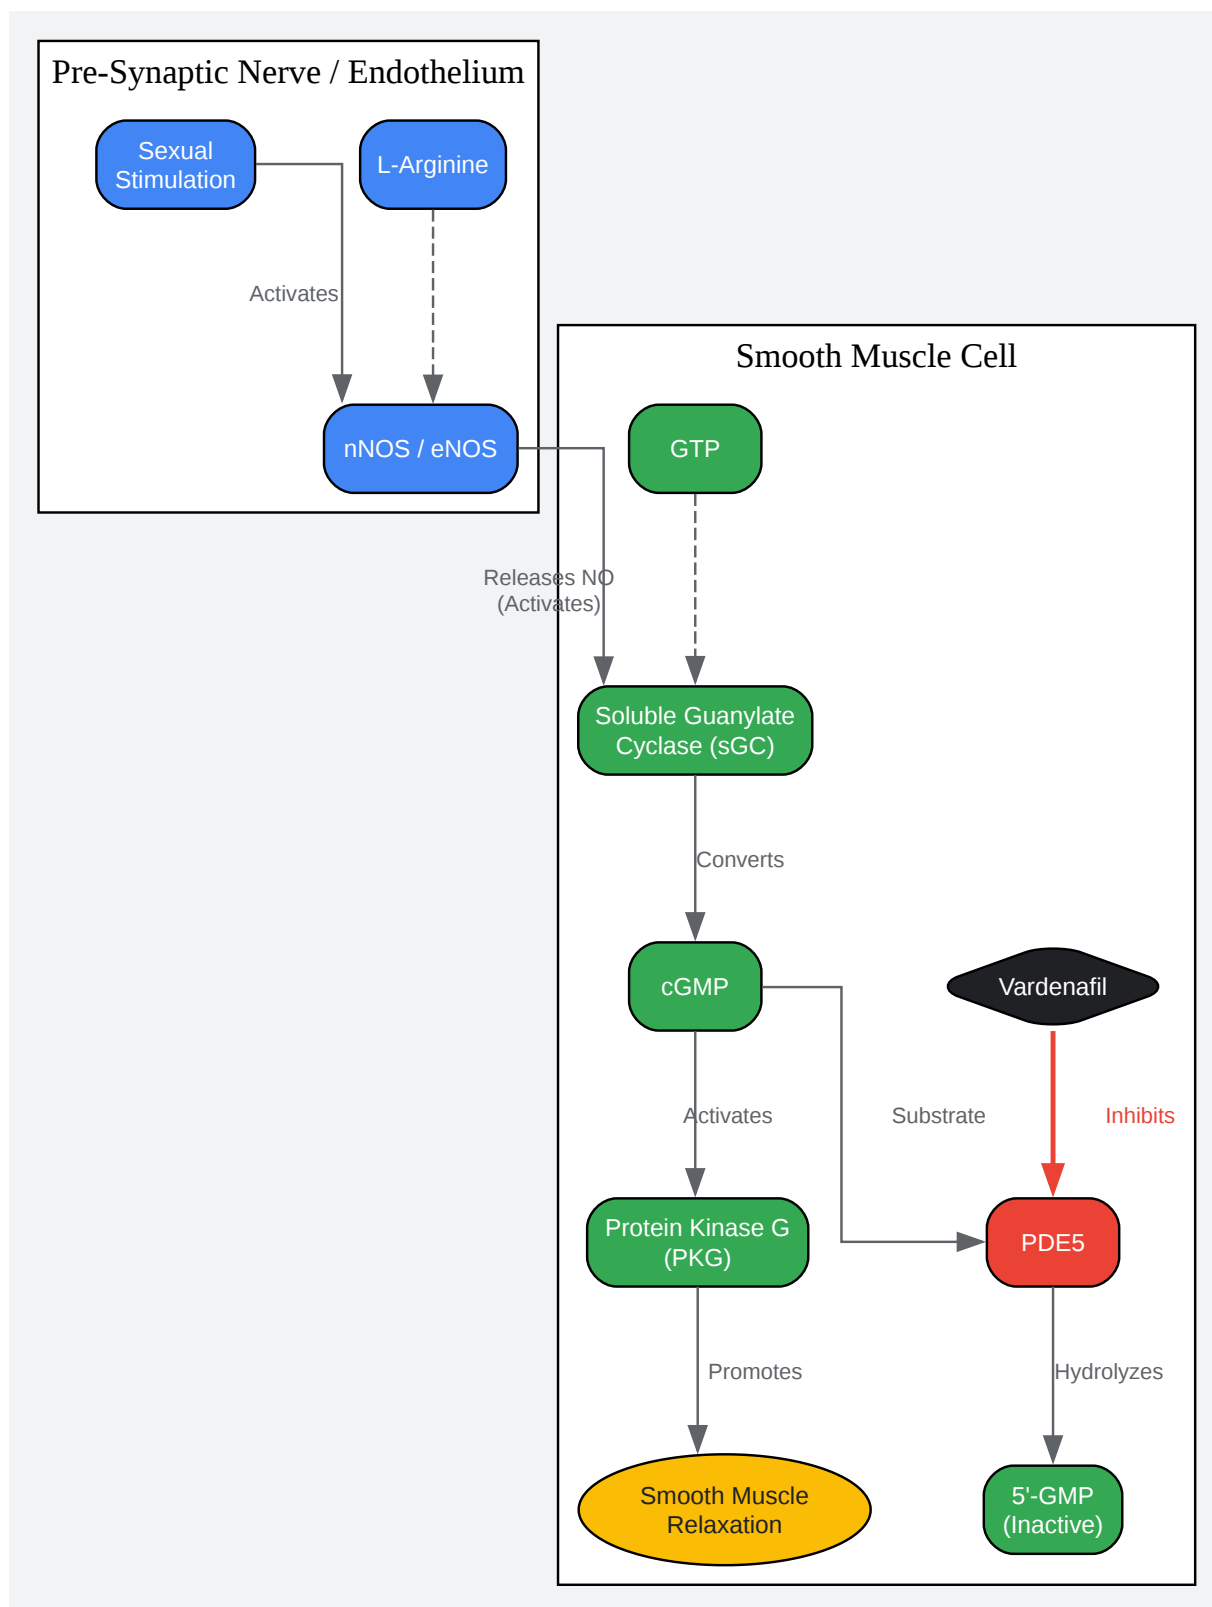 Pre-Synaptic Nerve / Endothelium
Sexual
Stimulation
L-Arginine
Activates
nNOS / eNOS
Smooth Muscle Cell
GTP
Releases NO
(Activates)
Soluble Guanylate
Cyclase (sGC)
Converts
cGMP
Vardenafil
Activates
Substrate
Inhibits
Protein Kinase G
(PKG)
PDE5
Promotes
Hydrolyzes
Smooth Muscle
Relaxation
5'-GMP
(Inactive)